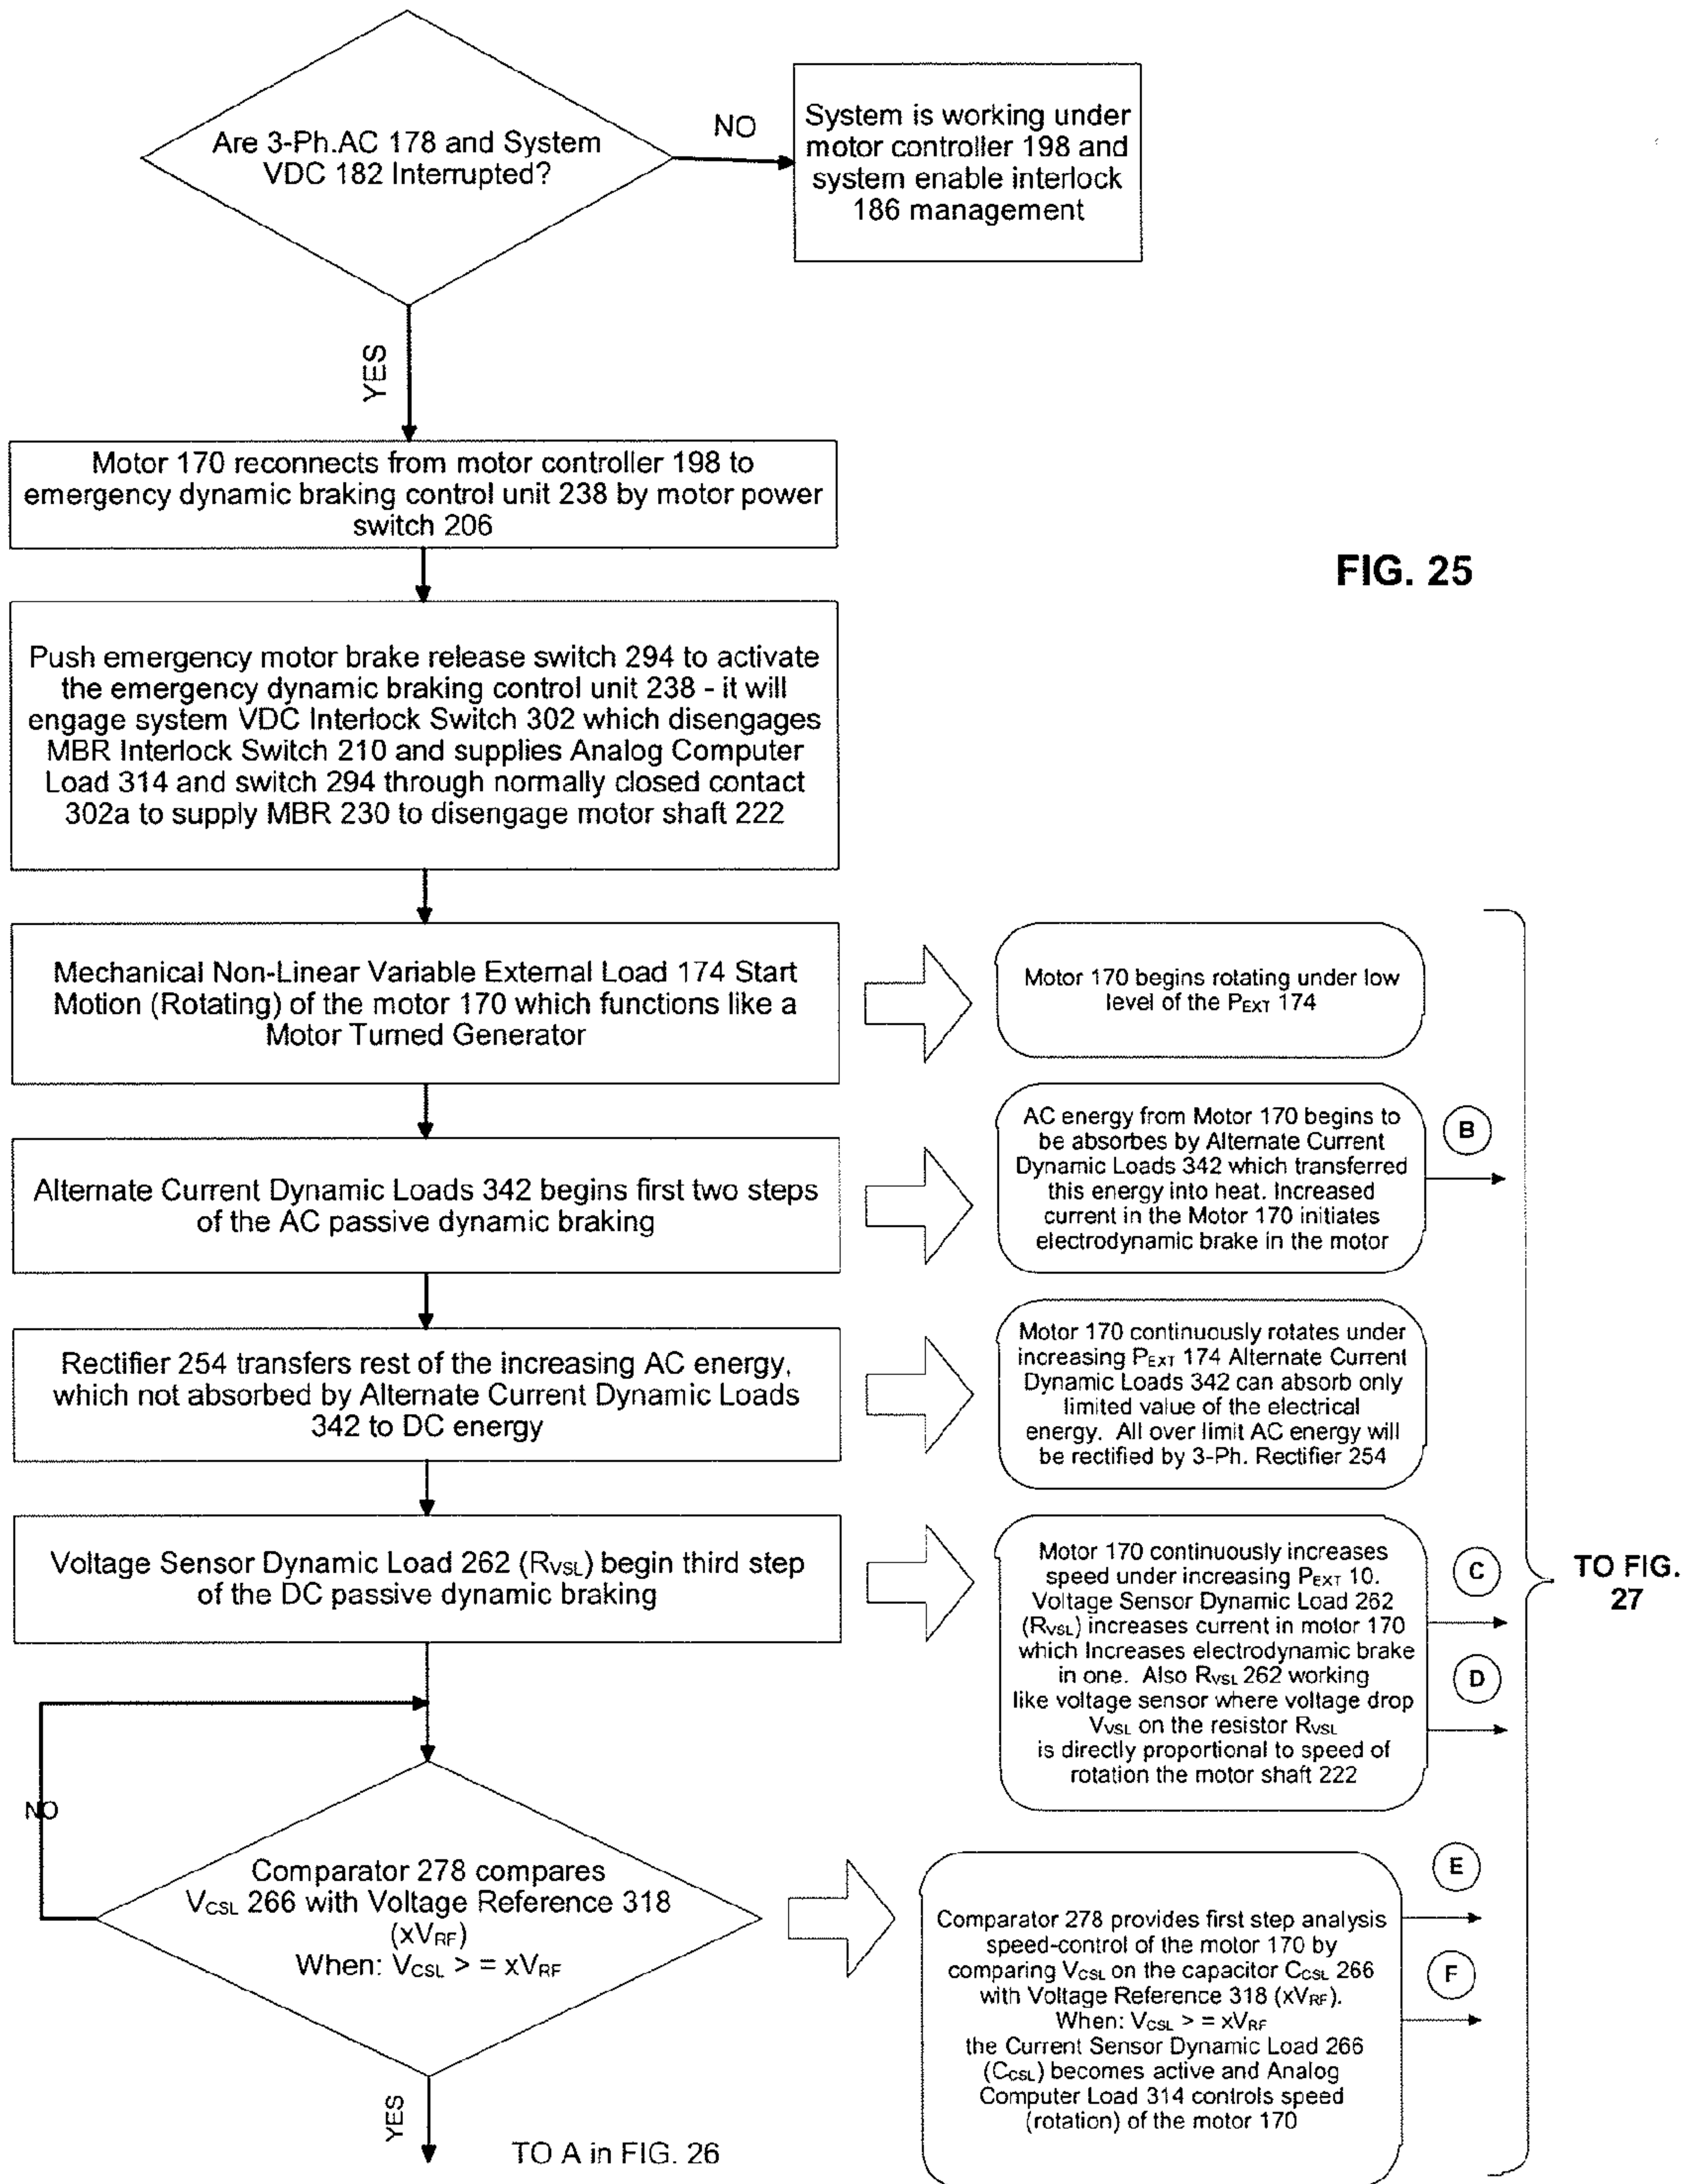 Are 3-Ph.AC 178 and System
VDC 182 Interrupted?
NO
System is working under
motor controller 198 and
system enable interlock
186 management
YES
Motor 170 reconnects from motor controller 198 to
emergency dynamic braking control unit 238 by motor power
switch 206
FIG. 25
Push emergency motor brake release switch 294 to activate
the emergency dynamic braking control unit 238 - it will
engage system VDC Interlock Switch 302 which disengages
MBR Interlock Switch 210 and supplies Analog Computer
Load 314 and switch 294 through normally closed contact
302a to supply MBR 230 to disengage motor shaft 222
Mechanical Non-Linear Variable External Load 174 Start
Motion (Rotating) of the motor 170 which functions like a
Motor Turned Generator
Motor 170 begins rotating under low
level of the PEXT 174
Alternate Current Dynamic Loads 342 begins first two steps
of the AC passive dynamic braking
AC energy from Motor 170 begins to
be absorbes by Alternate Current
Dynamic Loads 342 which transferred
this energy into heat. Increased
current in the Motor 170 initiates
electrodynamic brake in the motor
B
Rectifier 254 transfers rest of the increasing AC energy,
which not absorbed by Alternate Current Dynamic Loads
342 to DC energy
Motor 170 continuously rotates under
increasing PEXT 174 Alternate Current
Dynamic Loads 342 can absorb only
limited value of the electrical
energy. All over limit AC energy will
be rectified by 3-Ph. Rectifier 254
Voltage Sensor Dynamic Load 262 (RVSL) begin third step
of the DC passive dynamic braking
Motor 170 continuously increases
speed under increasing PEXT 10.
Voltage Sensor Dynamic Load 262
(RVSL) increases current in motor 170
which Increases electrodynamic brake
in one. Also RVSL 262 working
like voltage sensor where voltage drop
VVSL on the resistor RVSL
is directly proportional to speed of
rotation the motor shaft 222
C
D
TO FIG.
27
NO
Comparator 278 compares
VCSL 266 with Voltage Reference 318
(xVRF)
When: VCSL > = xVRF
Comparator 278 provides first step analysis
speed-control of the motor 170 by
comparing VCSL on the capacitor CCSL 266
with Voltage Reference 318 (xVRF).
When: VCSL > = xVRF
the Current Sensor Dynamic Load 266
(CCSL) becomes active and Analog
Computer Load 314 controls speed
(rotation) of the motor 170
E
F
YES
TO A in FIG. 26